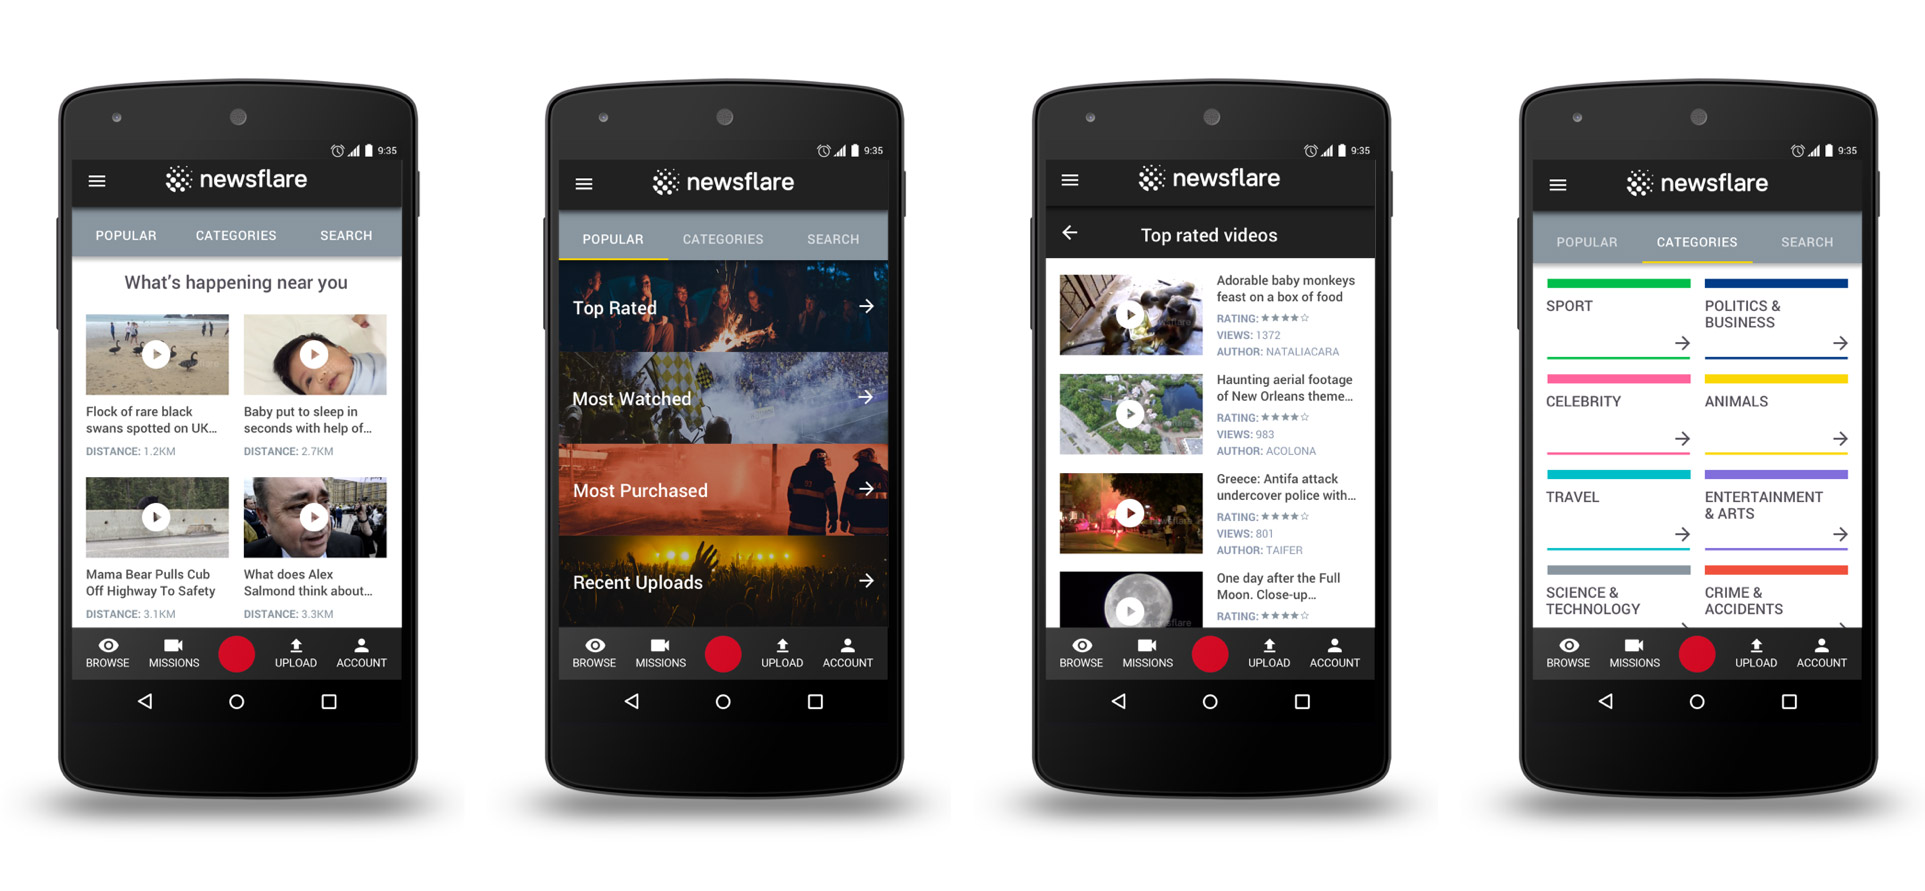 9:35
newsflare
POPULAR CATEGORIES SEARCH
What's happening near you
Flock of rare black
swans spotted on UK...
DISTANCE: 1.2KM
Baby put to sleep in
seconds with help of...
DISTANCE: 2.7KM
Mama Bear Pulls Cub
Off Highway To Safety
DISTANCE: 3.1KM
What does Alex
Salmond think about...
DISTANCE: 3.3KM
BROWSE MISSIONS UPLOAD ACCOUNT
9:35
newsflare
POPULAR CATEGORIES SEARCH
Top Rated
Most Watched
Most Purchased
Recent Uploads
BROWSE MISSIONS UPLOAD ACCOUNT
9:35
newsflare
Top rated videos
Adorable baby monkeys
feast on a box of food
RATING: ★★★★☆
VIEWS: 1372
AUTHOR: NATALIACARA
Haunting aerial footage
of New Orleans theme...
RATING: ★★★★☆
VIEWS: 983
AUTHOR: ACOLONA
Greece: Antifa attack
undercover police with...
RATING: ★★★★☆
VIEWS: 801
AUTHOR: TAIFER
One day after the Full
Moon. Close-up...
RATING: ★★★★☆
BROWSE MISSIONS UPLOAD ACCOUNT
9:35
newsflare
POPULAR CATEGORIES SEARCH
SPORT
POLITICS &
BUSINESS
CELEBRITY
ANIMALS
TRAVEL
ENTERTAINMENT
& ARTS
SCIENCE &
TECHNOLOGY
CRIME &
ACCIDENTS
BROWSE MISSIONS UPLOAD ACCOUNT